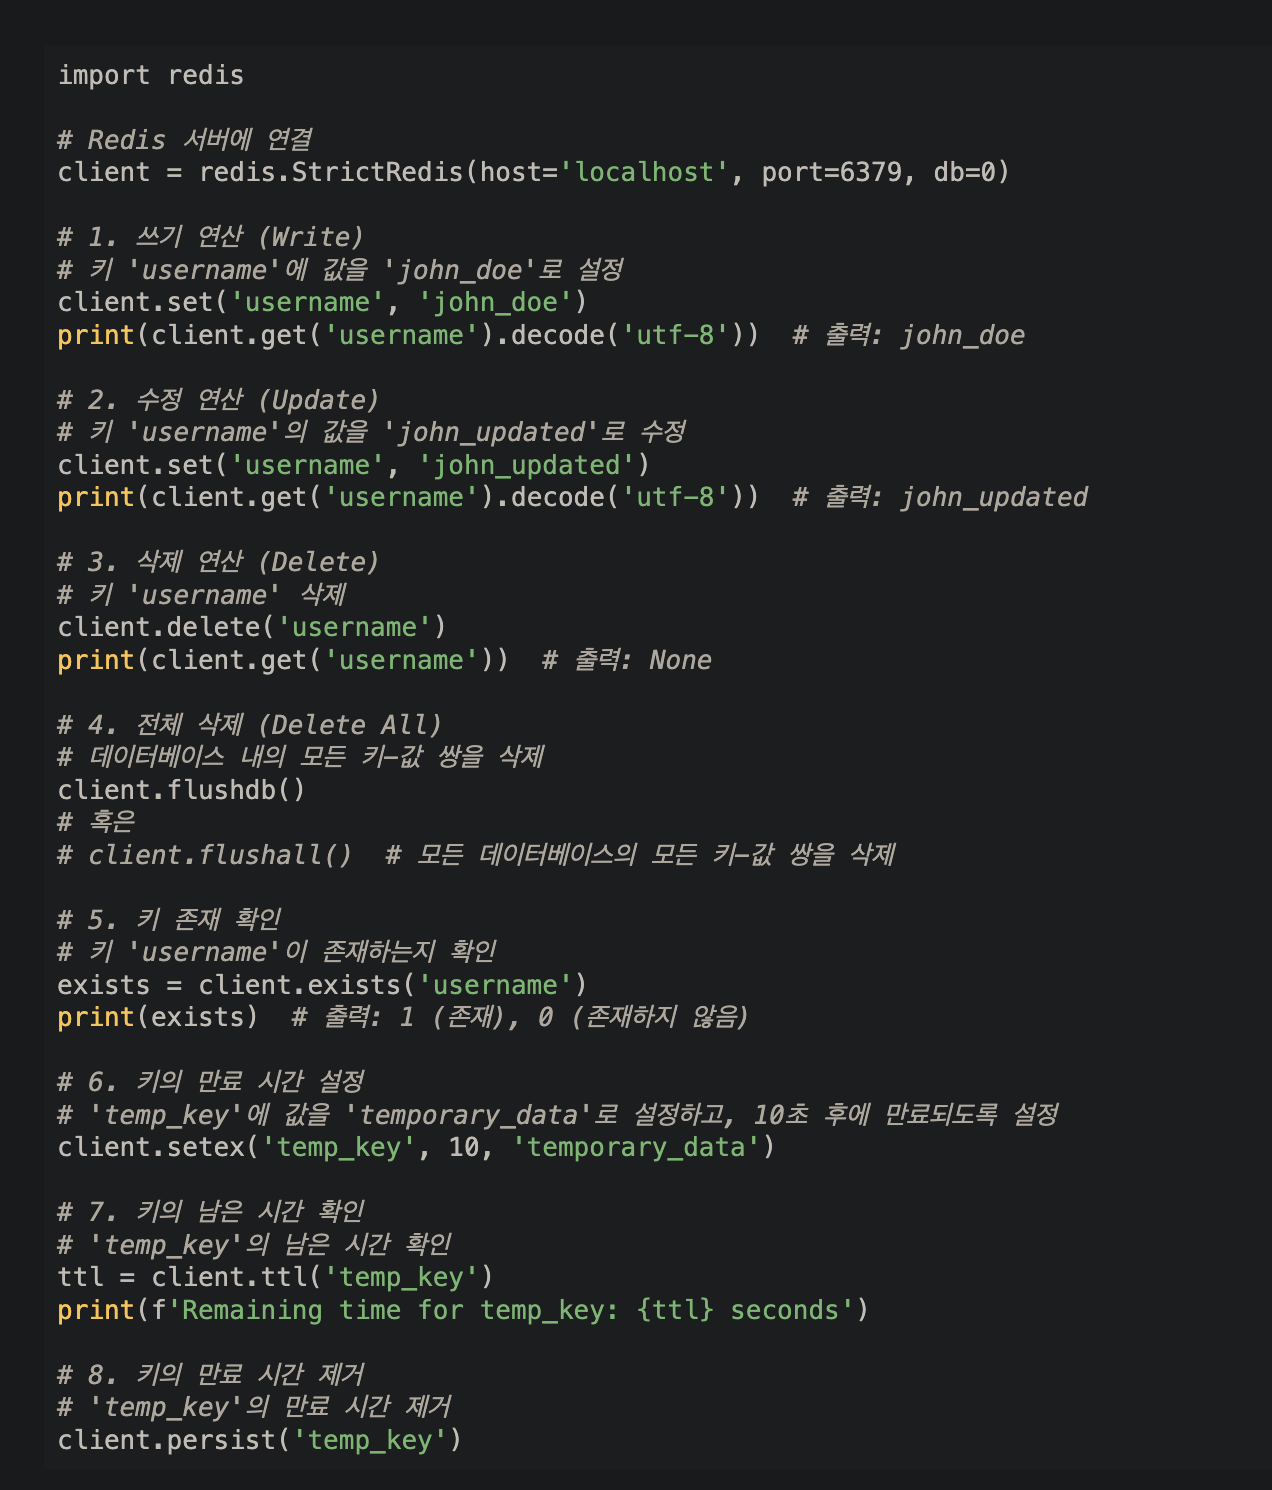 import redis
# Redis 서버에 연결
client = redis.StrictRedis(host='localhost', port=6379, db=0)
# 1. 쓰기 연산 (Write)
# 키 'username'에 값을 'john_doe'로 설정
client.set('username', 'john_doe')
print(client.get('username').decode('utf-8'))  # 출력: john_doe
# 2. 수정 연산 (Update)
# 키 'username'의 값을 'john_updated'로 수정
client.set('username', 'john_updated')
print(client.get('username').decode('utf-8'))  # 출력: john_updated
# 3. 삭제 연산 (Delete)
# 키 'username' 삭제
client.delete('username')
print(client.get('username'))  # 출력: None
# 4. 전체 삭제 (Delete All)
# 데이터베이스 내의 모든 키-값 쌍을 삭제
client.flushdb()
# 혹은
# client.flushall()  # 모든 데이터베이스의 모든 키-값 쌍을 삭제
# 5. 키 존재 확인
# 키 'username'이 존재하는지 확인
exists = client.exists('username')
print(exists)  # 출력: 1 (존재), 0 (존재하지 않음)
# 6. 키의 만료 시간 설정
# 'temp_key'에 값을 'temporary_data'로 설정하고, 10초 후에 만료되도록 설정
client.setex('temp_key', 10, 'temporary_data')
# 7. 키의 남은 시간 확인
# 'temp_key'의 남은 시간 확인
ttl = client.ttl('temp_key')
print(f'Remaining time for temp_key: {ttl} seconds')
# 8. 키의 만료 시간 제거
# 'temp_key'의 만료 시간 제거
client.persist('temp_key')